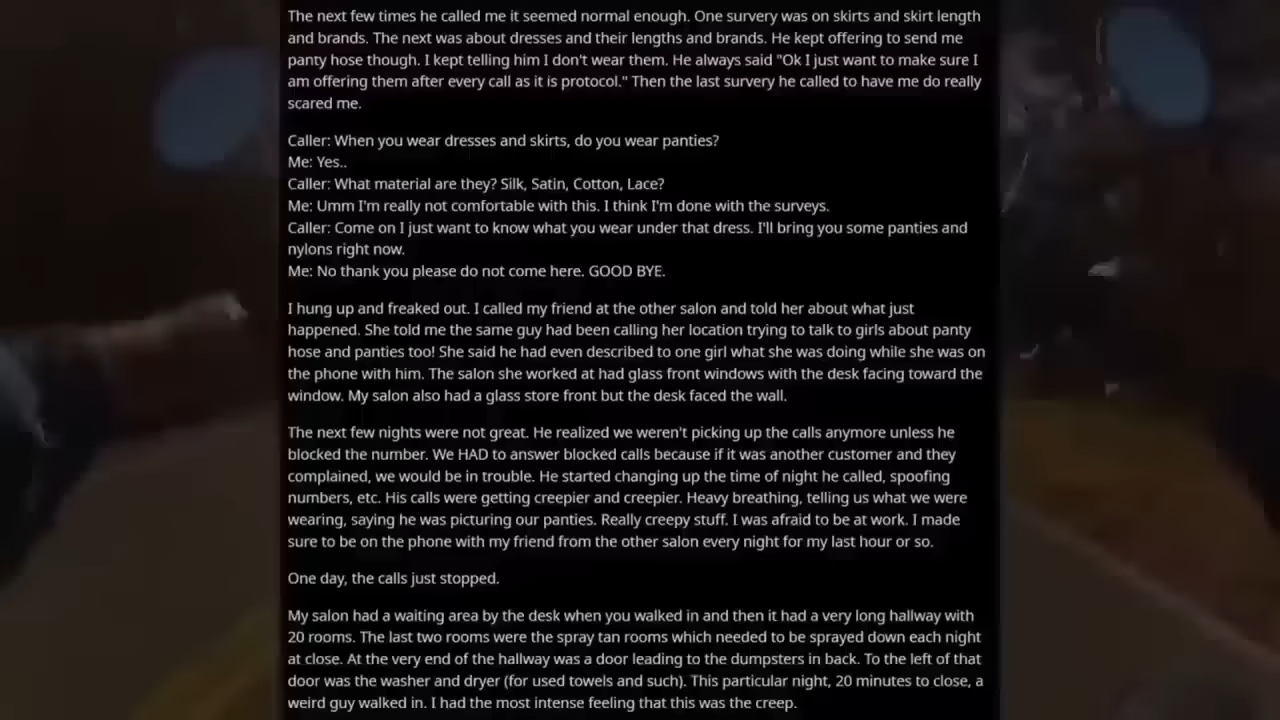 The next few times he called me it seemed normal enough. One survery was on skirts and skirt length
and brands. The next was about dresses and their lengths and brands. He kept offering to send me
panty hose though. I kept telling him I don't wear them. He always said "Ok I just want to make sure I
am offering them after every call as it is protocol." Then the last survery he called to have me do really
scared me.
Caller: When you wear dresses and skirts, do you wear panties?
Me: Yes..
Caller: What material are they? Silk, Satin, Cotton, Lace?
Me: Umm I'm really not comfortable with this. I think I'm done with the surveys.
Caller: Come on I just want to know what you wear under that dress. I'll bring you some panties and
nylons right now.
Me: No thank you please do not come here. GOOD BYE.
I hung up and freaked out. I called my friend at the other salon and told her about what just
happened. She told me the same guy had been calling her location trying to talk to girls about panty
hose and panties too! She said he had even described to one girl what she was doing while she was on
the phone with him. The salon she worked at had glass front windows with the desk facing toward the
window. My salon also had a glass store front but the desk faced the wall.
The next few nights were not great. He realized we weren't picking up the calls anymore unless he
blocked the number. We HAD to answer blocked calls because if it was another customer and they
complained, we would be in trouble. He started changing up the time of night he called, spoofing
numbers, etc. His calls were getting creepier and creepier. Heavy breathing, telling us what we were
wearing, saying he was picturing our panties. Really creepy stuff. I was afraid to be at work. I made
sure to be on the phone with my friend from the other salon every night for my last hour or so.
One day, the calls just stopped.
My salon had a waiting area by the desk when you walked in and then it had a very long hallway with
20 rooms. The last two rooms were the spray tan rooms which needed to be sprayed down each night
at close. At the very end of the hallway was a door leading to the dumpsters in back. To the left of that
door was the washer and dryer (for used towels and such). This particular night, 20 minutes to close, a
weird guy walked in. I had the most intense feeling that this was the creep.